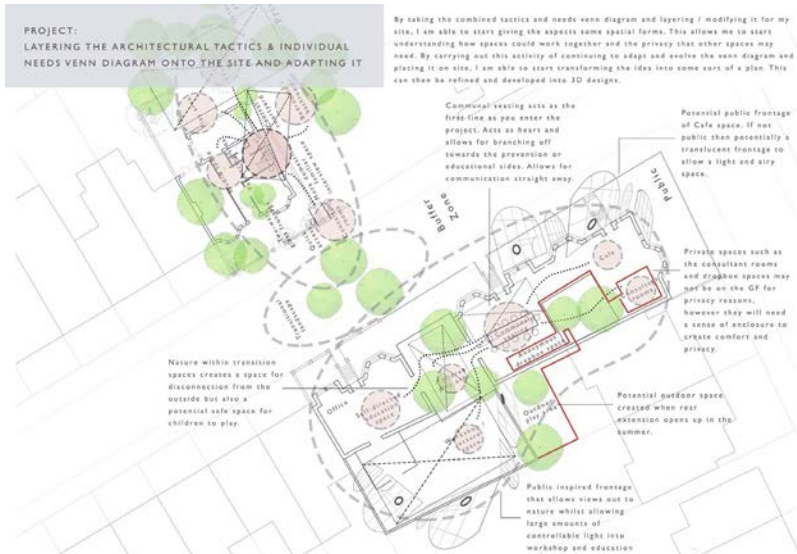 PROJECT:
LAYERING THE ARCHITECTURAL TACTICS & INDIVIDUAL
NEEDS VENN DIAGRAM ONTO THE SITE AND ADAPTING IT
By taking the combined tactics and needs venn diagram and layering / modifying it for my
site, I am able to start giving the aspects some spatial forms. This allows me to start
understanding how spaces could work together and the privacy that other spaces may
need. By carrying out this activity of continuing to adapt and evolve the venn diagram and
placing it on site, I am able to start transforming the idea into some sort of a plan. This
can then be refined and developed into 3D designs.
Communal seating acts as the
first line as you enter the
project. Acts as heart and
allows for branching off
towards the prevention or
educational sides. Allows for
communication straight away.
Potential public frontage
of Cafe space. If not
public then potentially a
translucent frontage to
allow a light and airy
space.
Buffer
Zone
Public
Private spaces such as
the consultant rooms
and dropbox spaces may
not be on the GF for
privacy reasons,
however they will need
a sense of enclosure to
create comfort and
privacy.
Cafe
Transitional
landscape
Anonymous
dropbox space
Nature within transition
spaces creates a space for
disconnection from the
outside but also a
potential safe space for
children to play.
Office
Self-directed
education
space
Outdoor
play area
Potential outdoor space
created when rear
extension opens up in the
summer.
Public inspired frontage
that allows views out to
nature whilst allowing
large amounts of
controllable light into
workshop and education